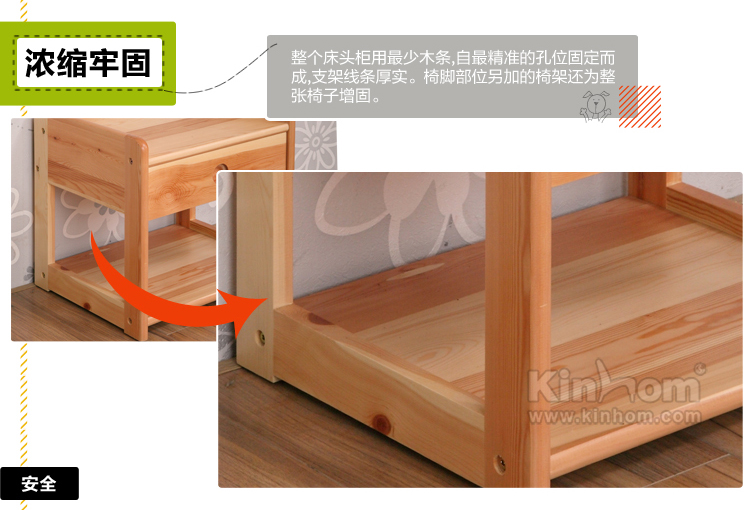 浓缩牢固
整个床头柜用最少木条,自最精准的孔位固定而
成,支架线条厚实。椅脚部位另加的椅架还为整
张椅子增固。
Kinhom
www.kinhom.com
安全